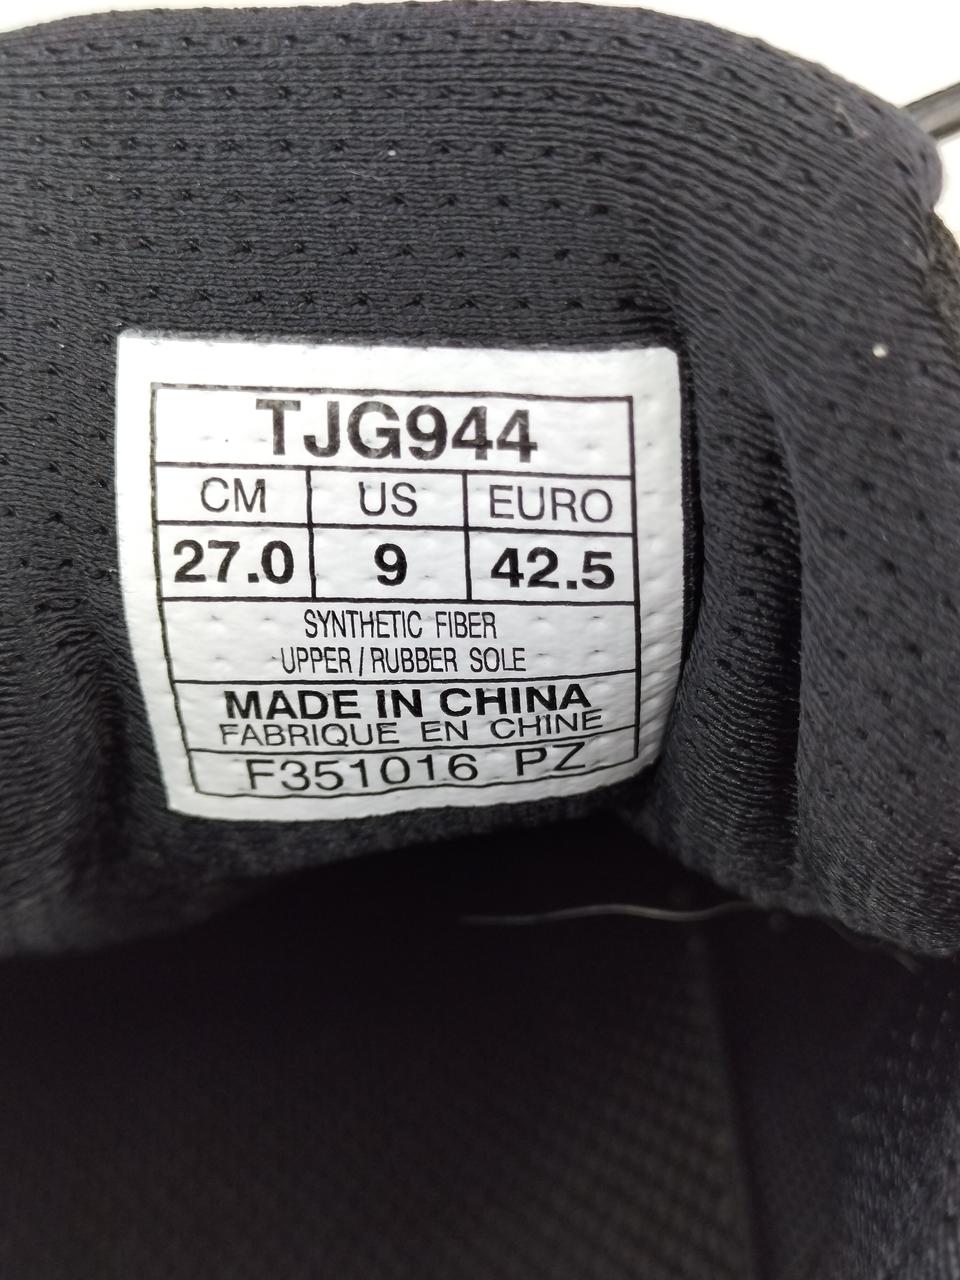 TJG944
CM US EURO
27.0 9 42.5
SYNTHETIC FIBER
UPPER/RUBBER SOLE
MADE IN CHINA
FABRIQUE EN CHINE
F351016 PZ